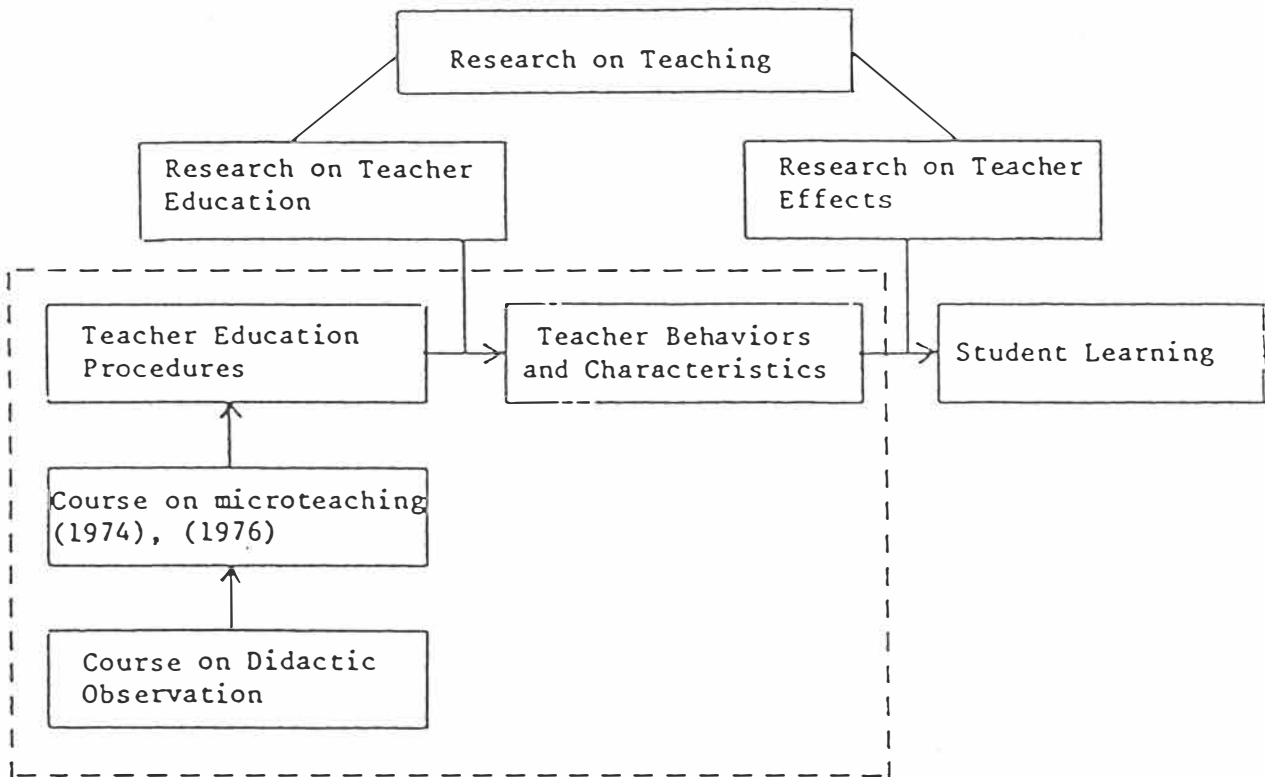 Research on Teaching
Research on Teacher
Education
Research on Teacher
Effects
Teacher Education
Procedures
Teacher Behaviors
and Characteristics
Student Learning
Course on microteaching
(1974), (1976)
Course on Didactic
Observation